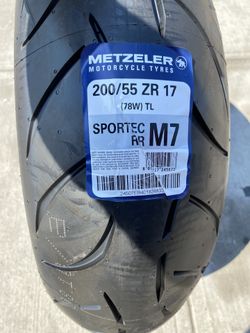 METZELER
MOTORCYCLE TYRES
200/55 ZR 17
(78W) TL
SPORTEC
RR M7